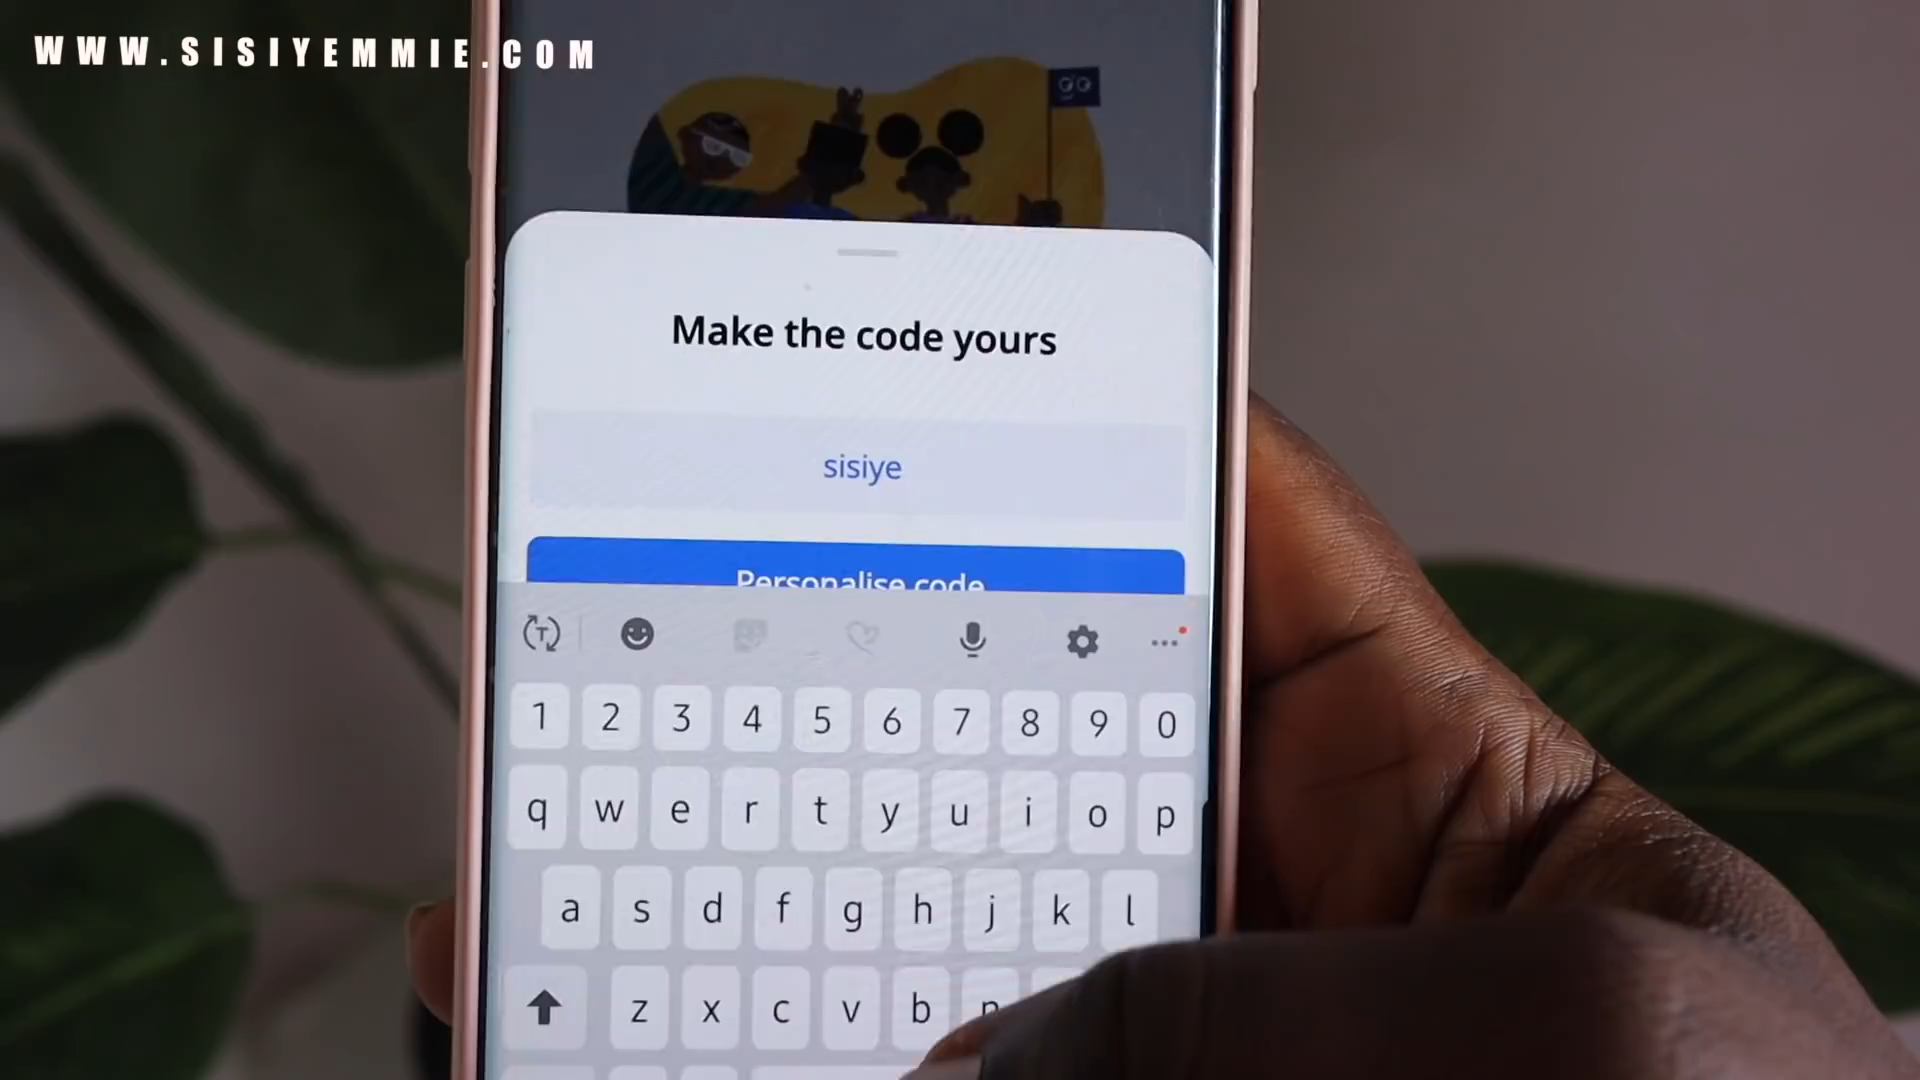 WWW.SISIYEMMIE.COM
Make the code yours
sisiye
Personalise code
T
1 2 3 4 5 6 7 8 9 0
q w e r t y u i o p
a s d f g h j k l
z x c v b n